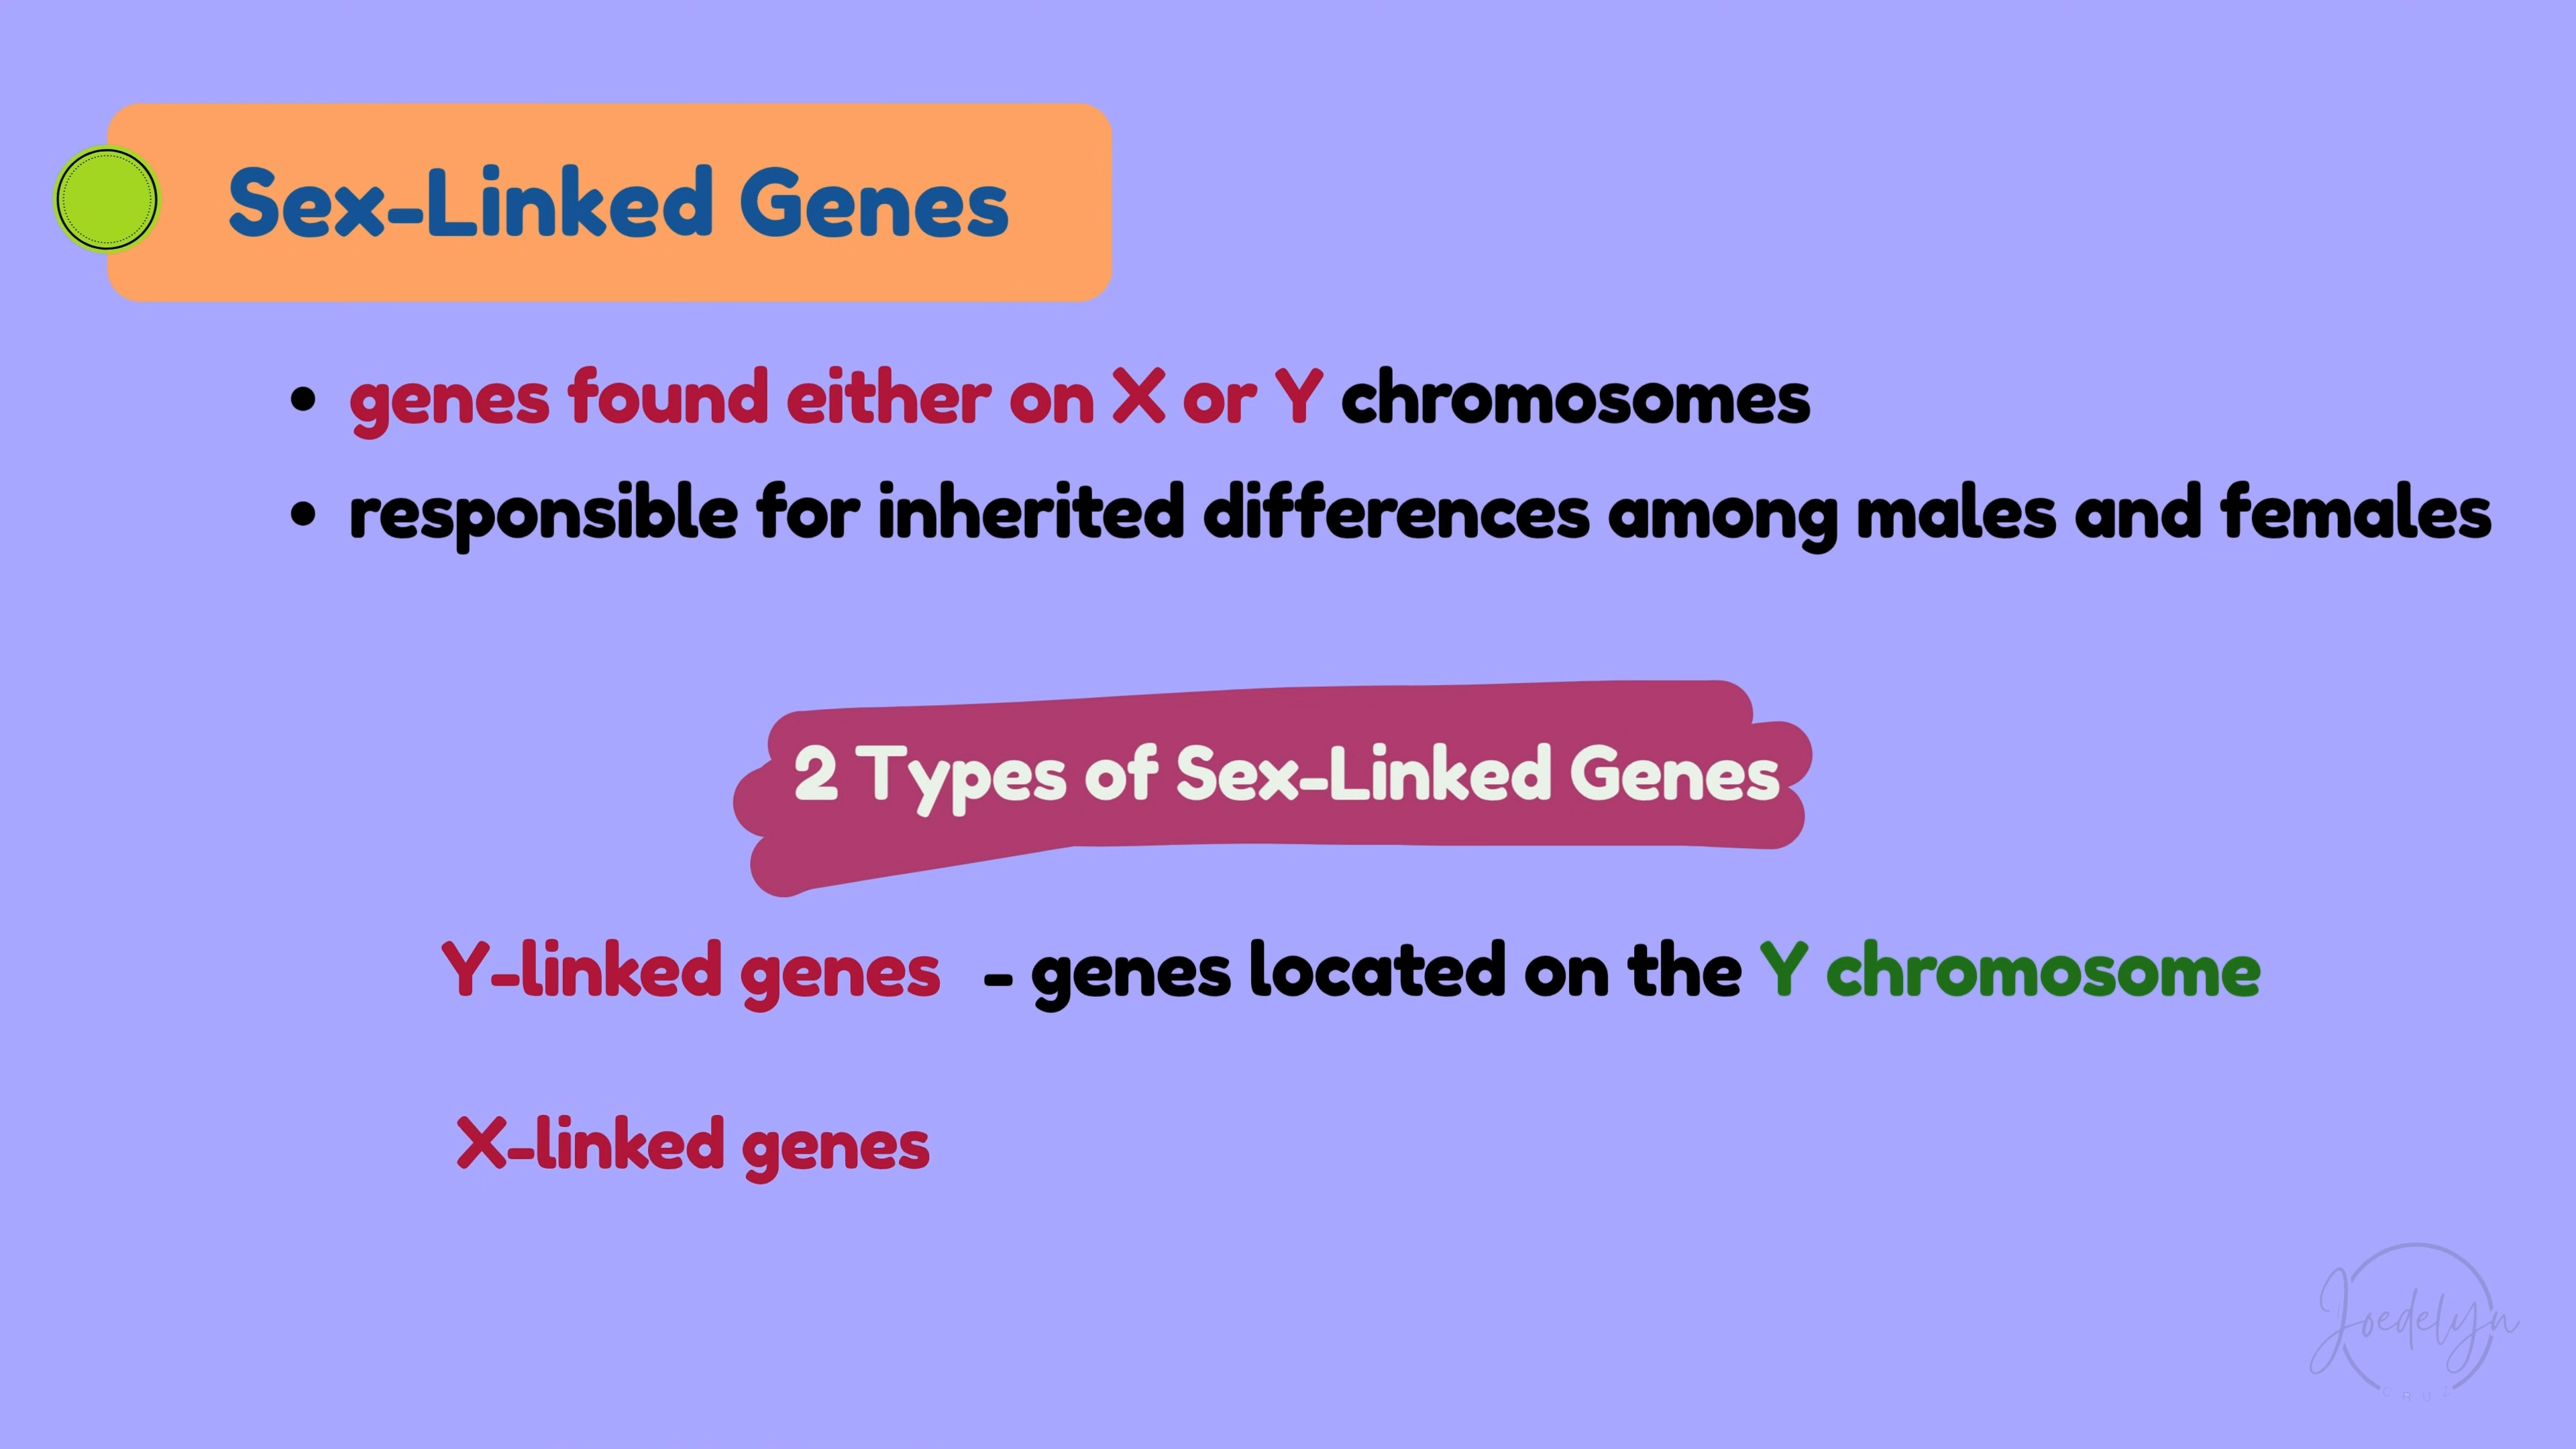 Sex-Linked Genes
• genes found either on X or Y chromosomes
• responsible for inherited differences among males and females
2 Types of Sex-Linked Genes
Y-linked genes - genes located on the Y chromosome
X-linked genes
Joedelyn
CRUZ